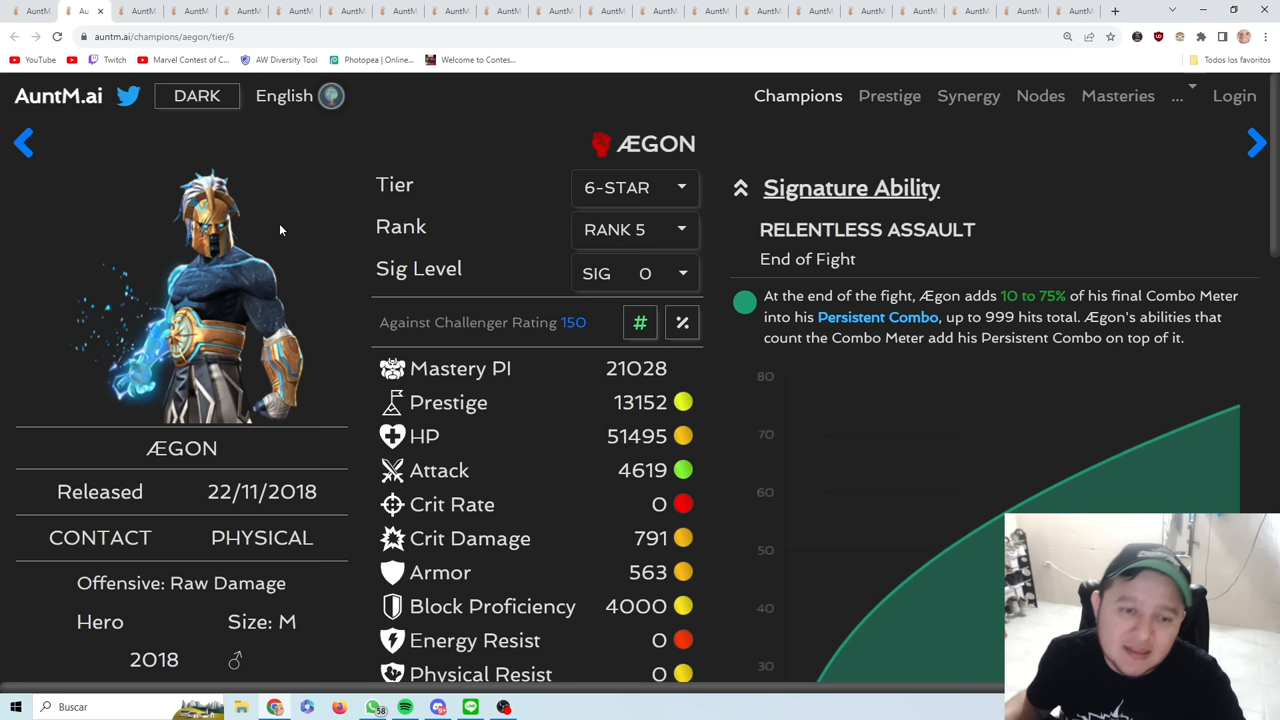 Au
auntm.ai/champions/aegon/tier/6
YouTube
Twitch
Marvel Contest of C...
AW Diversity Tool
Photopea | Online...
Welcome to Contes...
Todos los favoritos
AuntM.ai
DARK
English
Champions
Prestige
Synergy
Nodes
Masteries
...
Login
ÆGON
Tier
6-STAR
Rank
RANK 5
Sig Level
SIG 0
Against Challenger Rating 150
#
%
Mastery PI 21028
Prestige 13152
HP 51495
Attack 4619
Crit Rate 0
Crit Damage 791
Armor 563
Block Proficiency 4000
Energy Resist 0
Physical Resist 0
ÆGON
Released 22/11/2018
CONTACT PHYSICAL
Offensive: Raw Damage
Hero Size: M
2018 ♂
Signature Ability
RELENTLESS ASSAULT
End of Fight
At the end of the fight, Ægon adds 10 to 75% of his final Combo Meter
into his Persistent Combo, up to 999 hits total. Ægon's abilities that
count the Combo Meter add his Persistent Combo on top of it.
80
70
60
50
40
30
Buscar
58